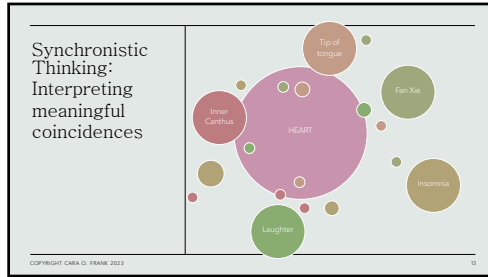 Synchronistic
Thinking:
Interpreting
meaningful
coincidences
Tip of
tongue
Fan Xie
Inner
Canthus
HEART
Insomnia
Laughter
COPYRIGHT CARA O. FRANK 2023
13